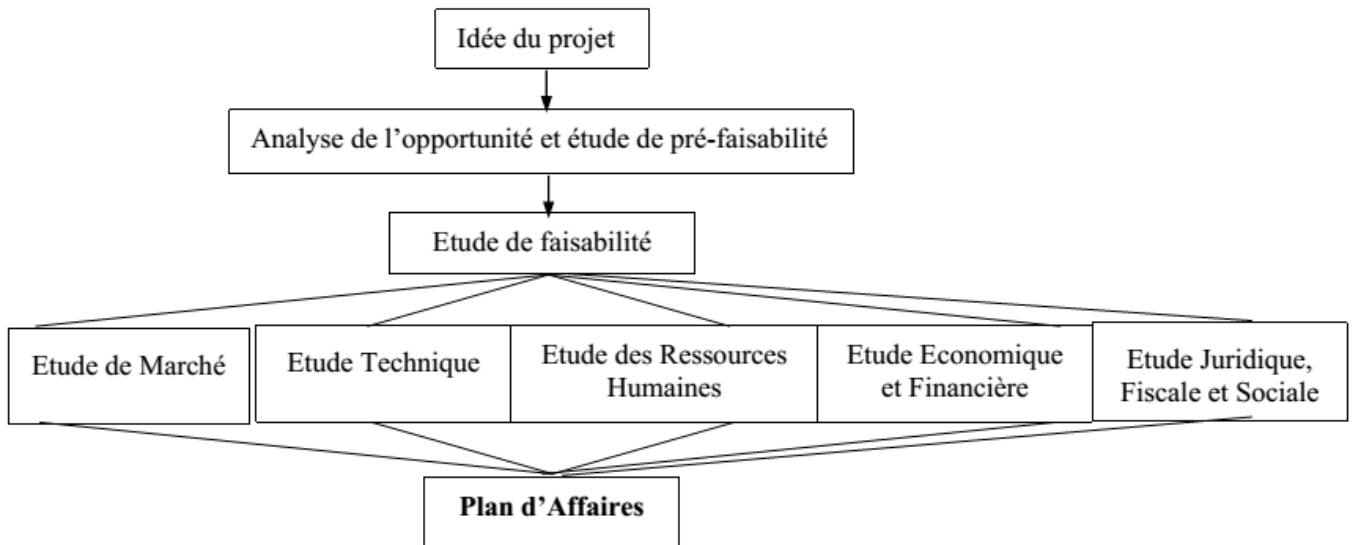 Idée du projet
Analyse de l’opportunité et étude de pré-faisabilité
Etude de faisabilité
Etude de Marché
Etude Technique
Etude des Ressources
Humaines
Etude Economique
et Financière
Etude Juridique,
Fiscale et Sociale
Plan d’Affaires